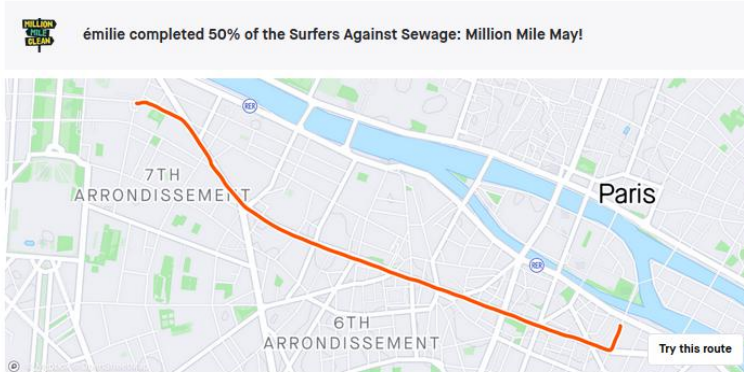 MILLION
MILE
CLEAN
émilie completed 50% of the Surfers Against Sewage: Million Mile May!
RER
7TH
ARRONDISSEMENT
Paris
RER
6TH
ARRONDISSEMENT
Try this route